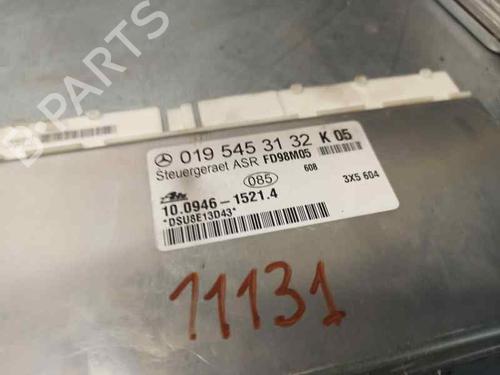 019 545 31 32 K 05
Steuergeraet ASR FD98M05
085 608 3X5 604
Ate
10.0946-1521.4
*DSU8E13D43*
11131
B-PARTS